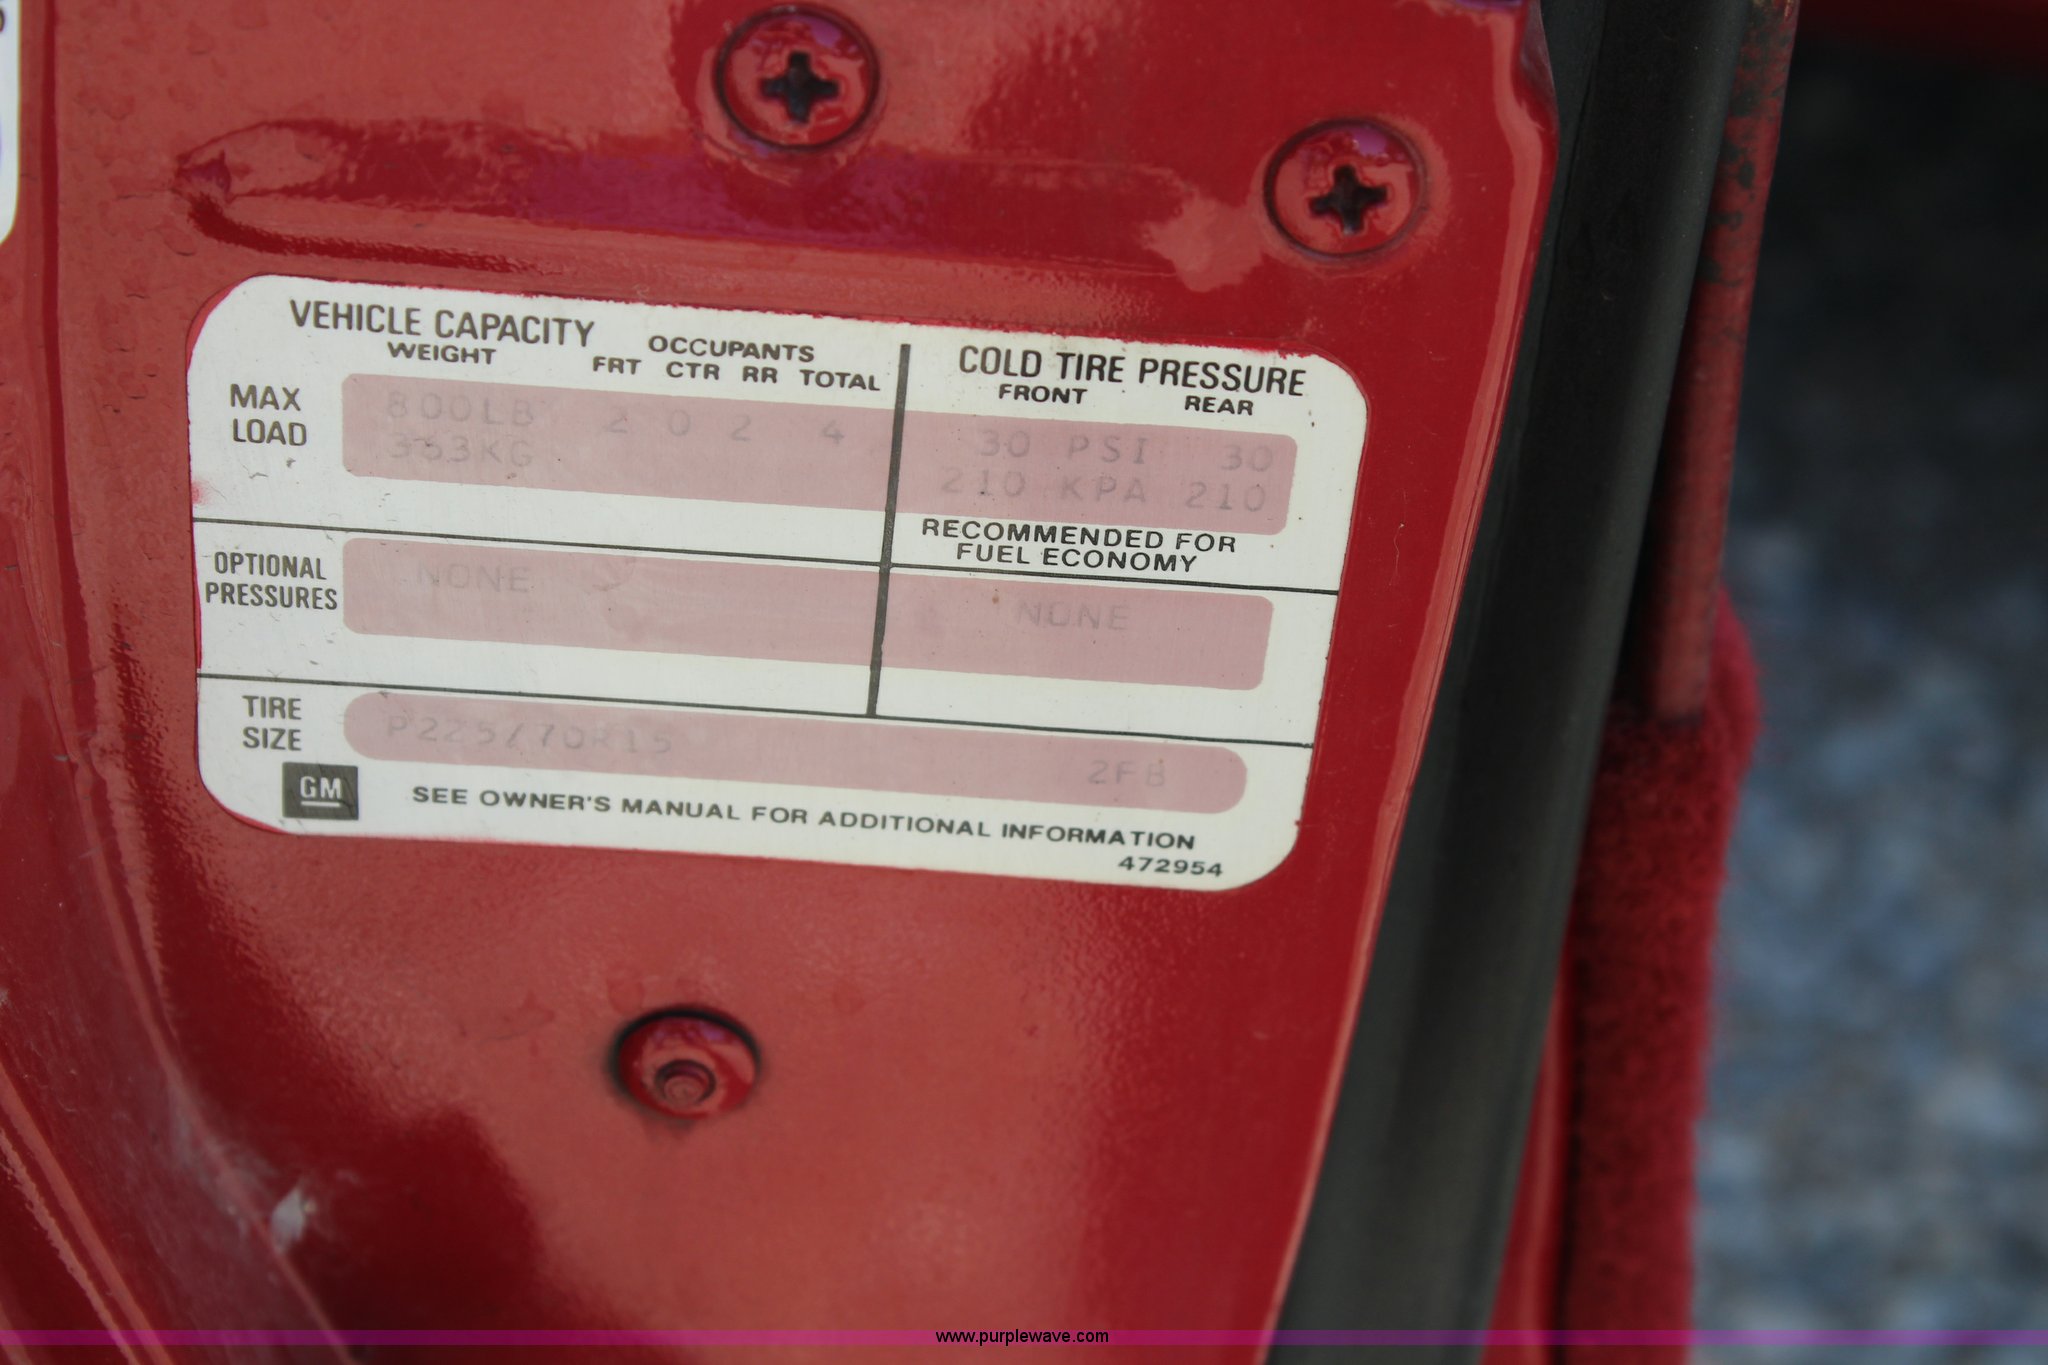 VEHICLE CAPACITY
WEIGHT
OCCUPANTS
FRT CTR RR TOTAL
COLD TIRE PRESSURE
FRONT REAR
MAX
LOAD
800LB 2 0 2 4
363KG
30 PSI 30
210 KPA 210
RECOMMENDED FOR
FUEL ECONOMY
OPTIONAL
PRESSURES
NONE
NONE
TIRE
SIZE
P225/70R15 2FB
GM
SEE OWNER'S MANUAL FOR ADDITIONAL INFORMATION
472954
www.purplewave.com